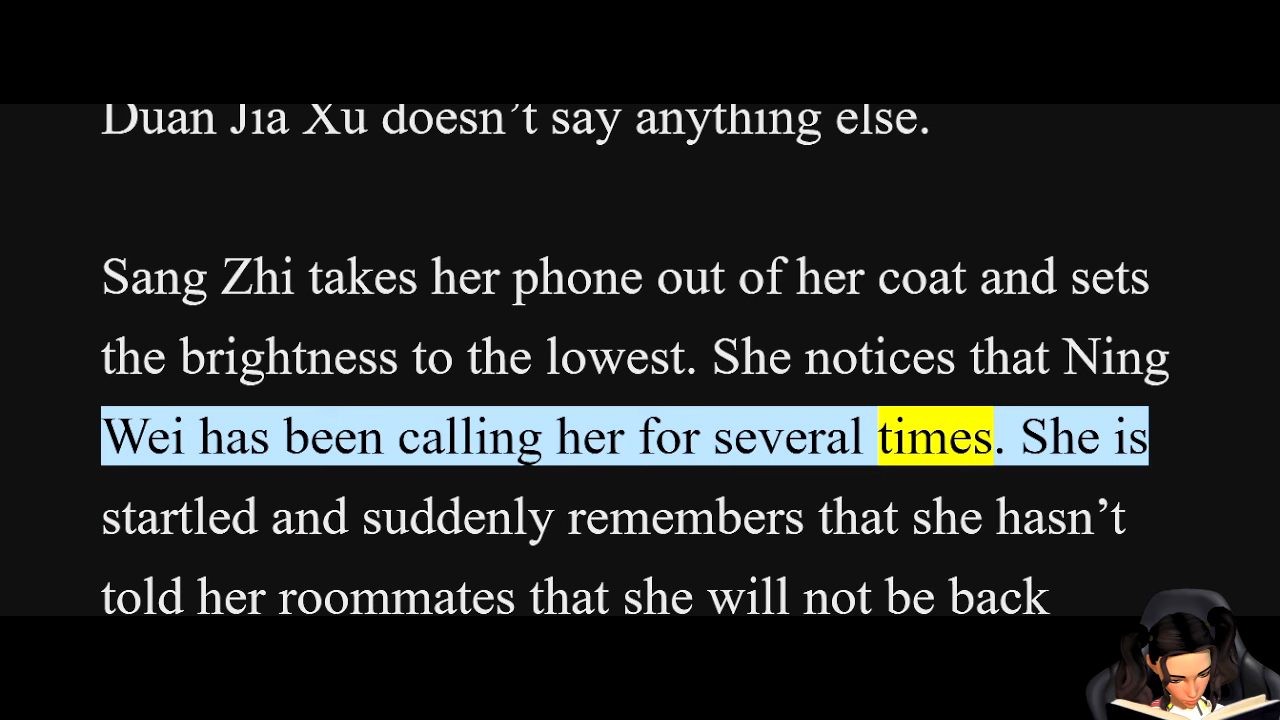 Duan Jia Xu doesn’t say anything else.
Sang Zhi takes her phone out of her coat and sets
the brightness to the lowest. She notices that Ning
Wei has been calling her for several times. She is
startled and suddenly remembers that she hasn’t
told her roommates that she will not be back